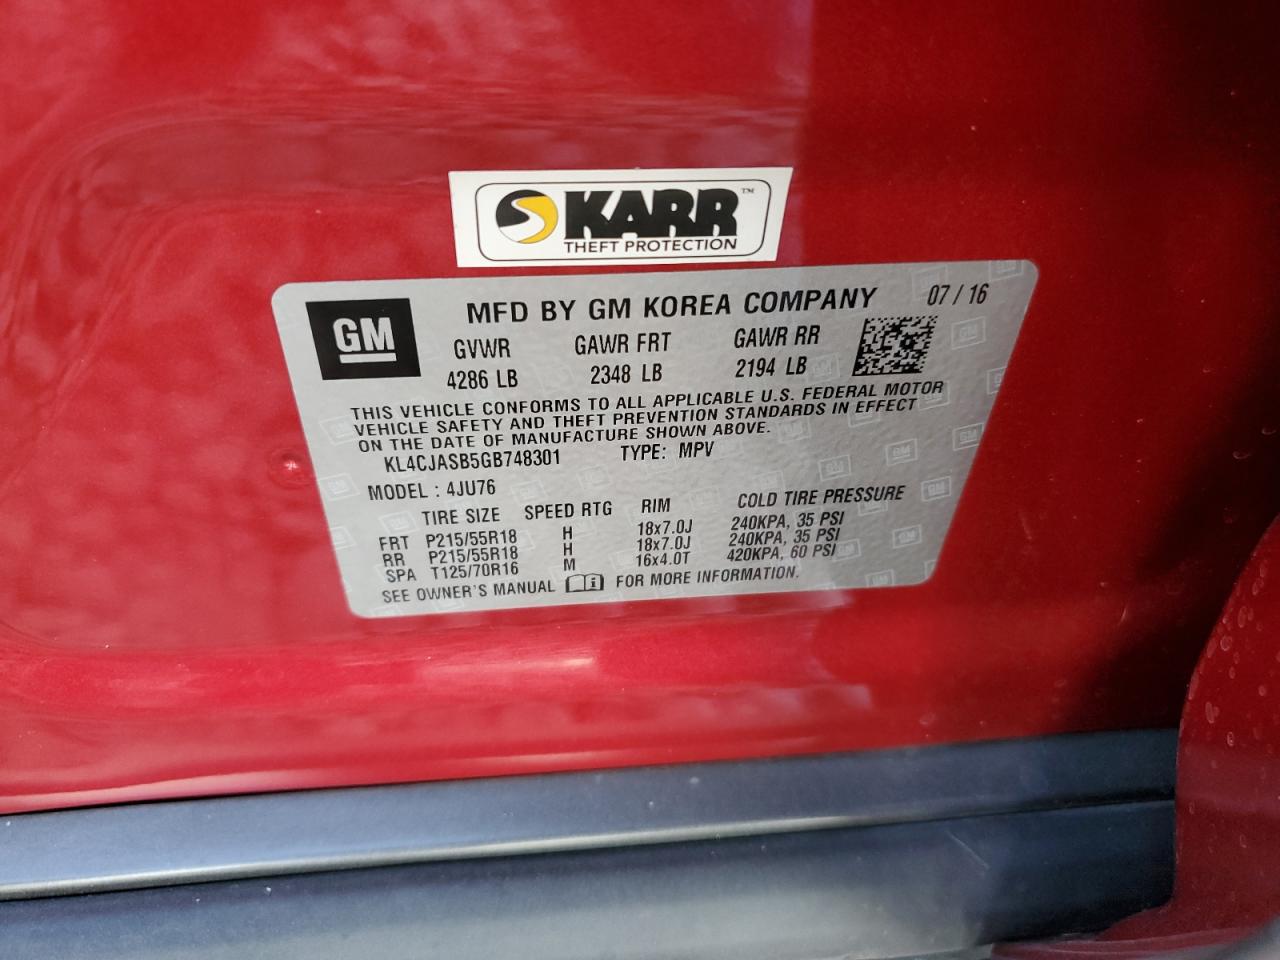 KARR™
THEFT PROTECTION
GM
MFD BY GM KOREA COMPANY 07 / 16
GVWR GAWR FRT GAWR RR
4286 LB 2348 LB 2194 LB
THIS VEHICLE CONFORMS TO ALL APPLICABLE U.S. FEDERAL MOTOR
VEHICLE SAFETY AND THEFT PREVENTION STANDARDS IN EFFECT
ON THE DATE OF MANUFACTURE SHOWN ABOVE.
KL4CJASB5GB748301 TYPE: MPV
MODEL : 4JU76
TIRE SIZE SPEED RTG RIM COLD TIRE PRESSURE
FRT P215/55R18 H 18x7.0J 240KPA, 35 PSI
RR P215/55R18 H 18x7.0J 240KPA, 35 PSI
SPA T125/70R16 M 16x4.0T 420KPA, 60 PSI
SEE OWNER'S MANUAL FOR MORE INFORMATION.